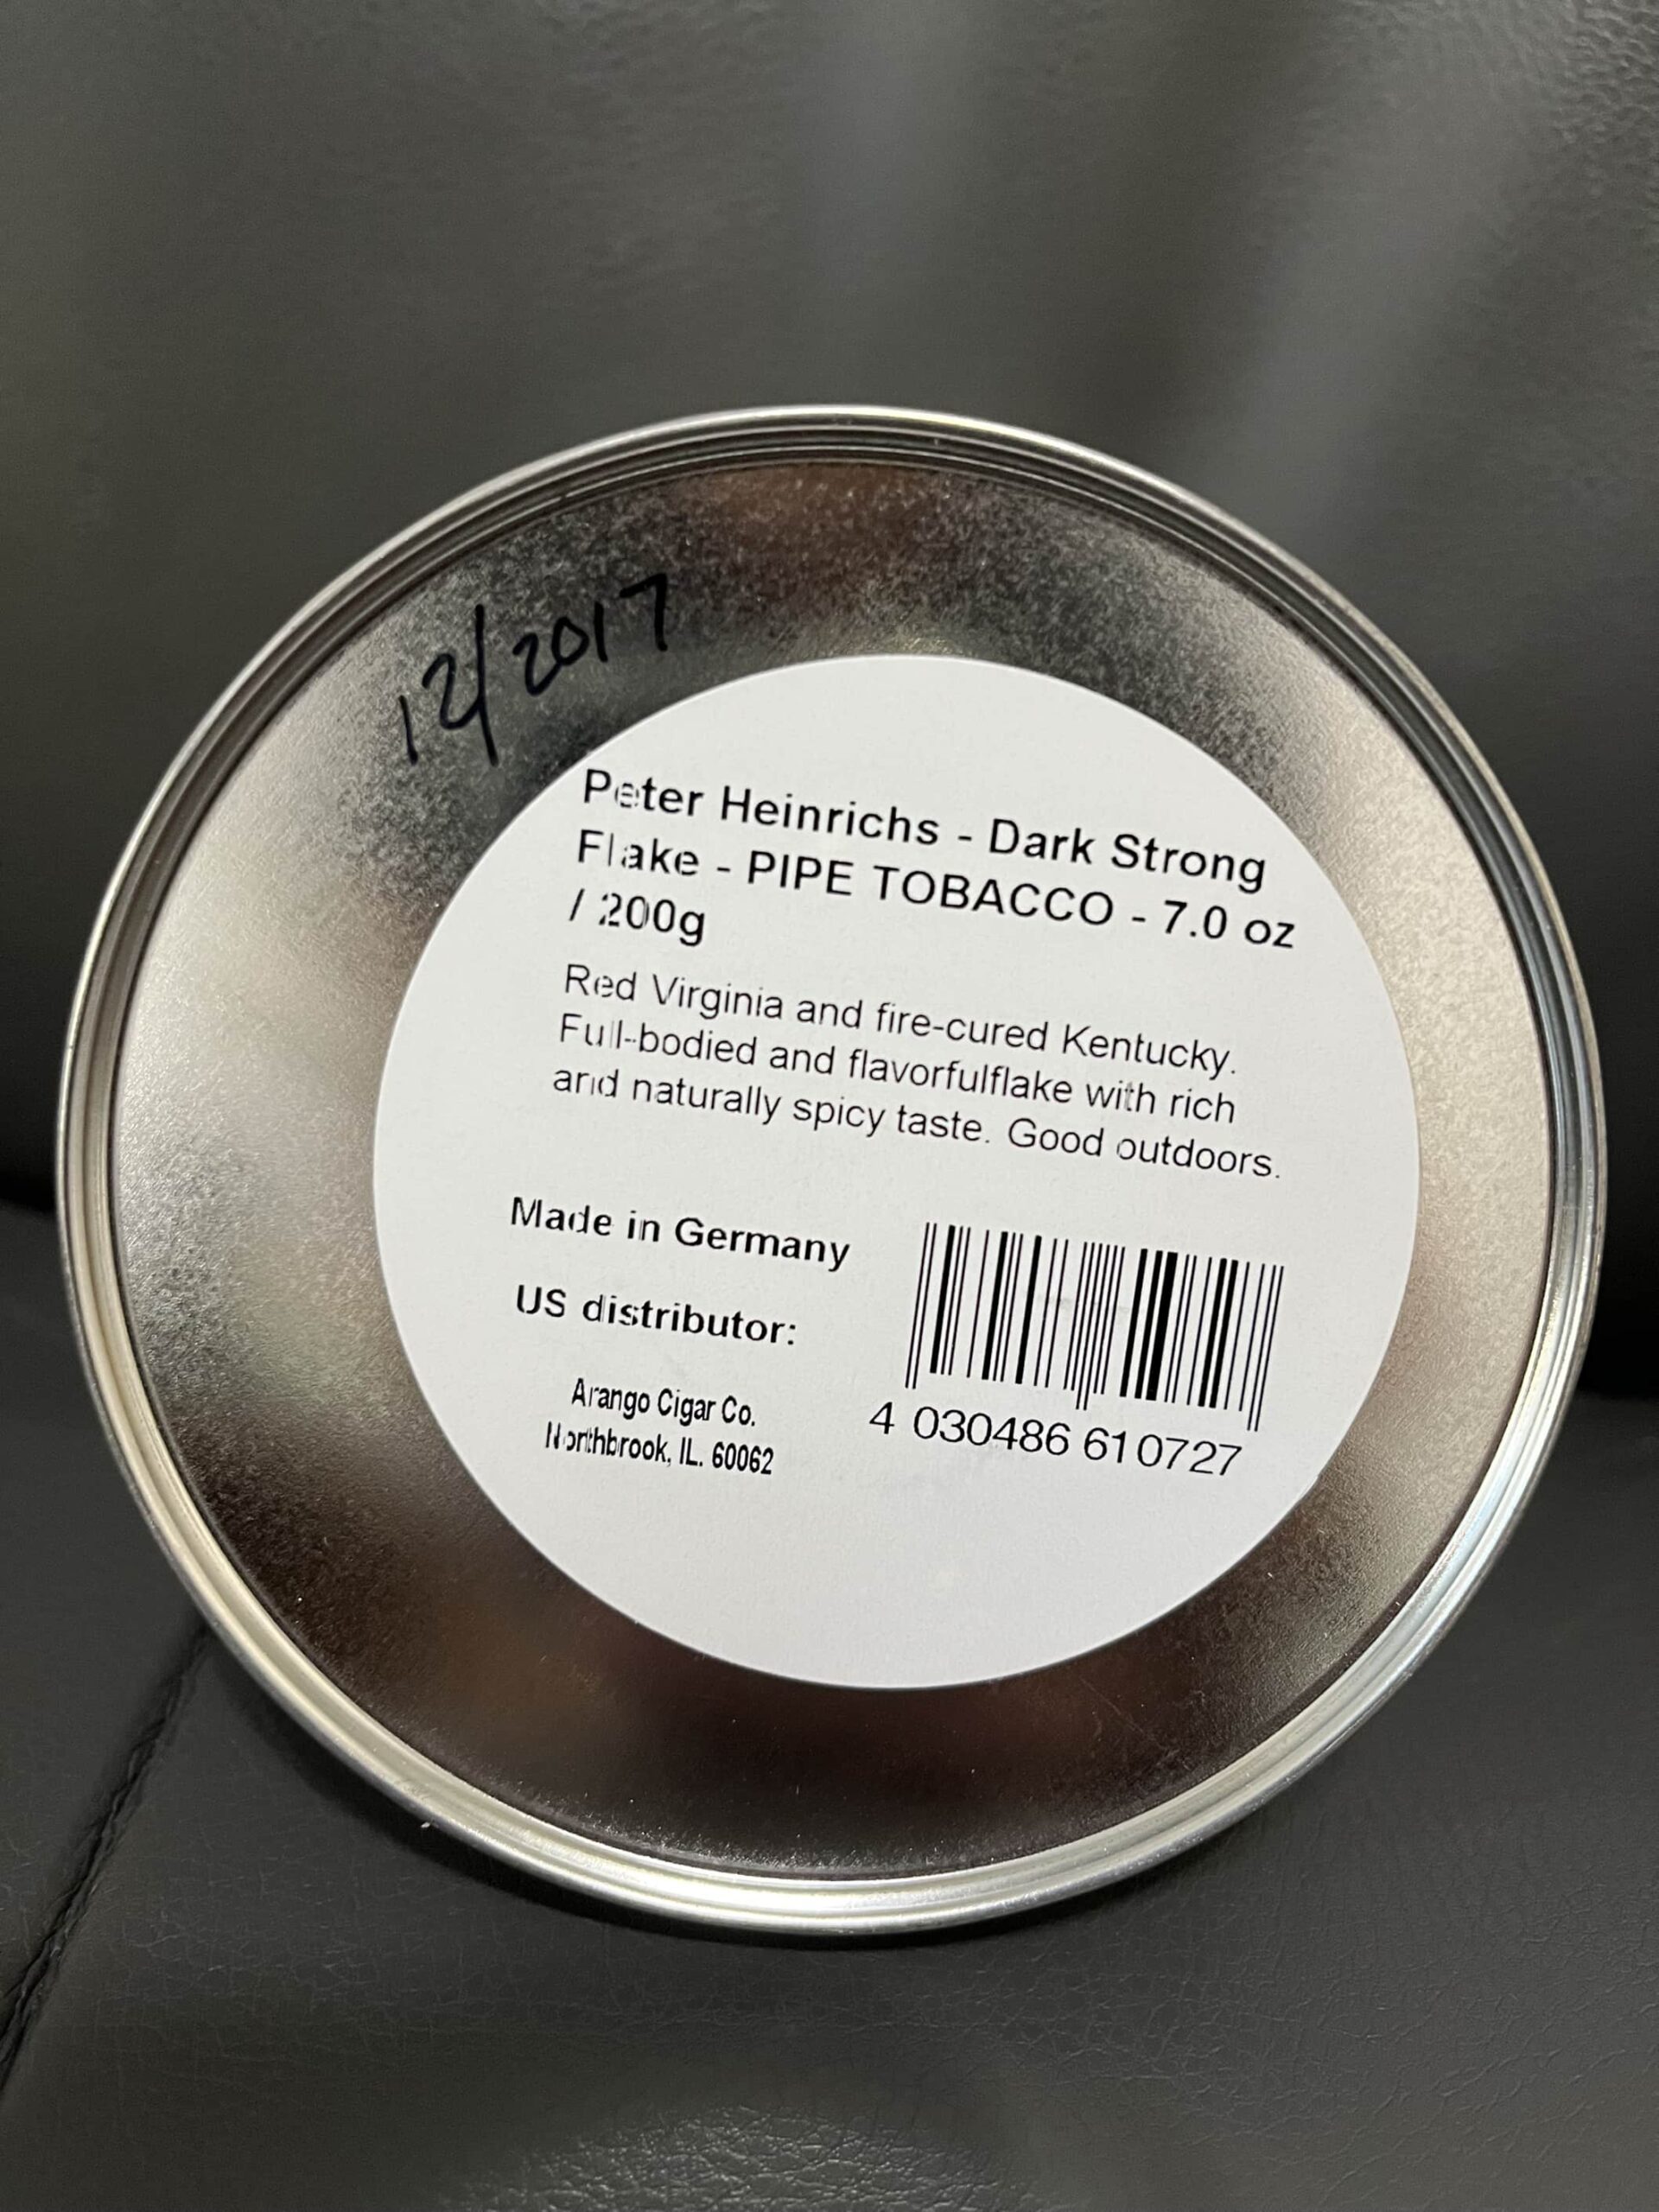 12/2017
Peter Heinrichs - Dark Strong
Flake - PIPE TOBACCO - 7.0 oz
/ 200g
Red Virginia and fire-cured Kentucky.
Full-bodied and flavorfulflake with rich
and naturally spicy taste. Good outdoors.
Made in Germany
US distributor:
Arango Cigar Co.
Northbrook, IL. 60062
4 030486 610727